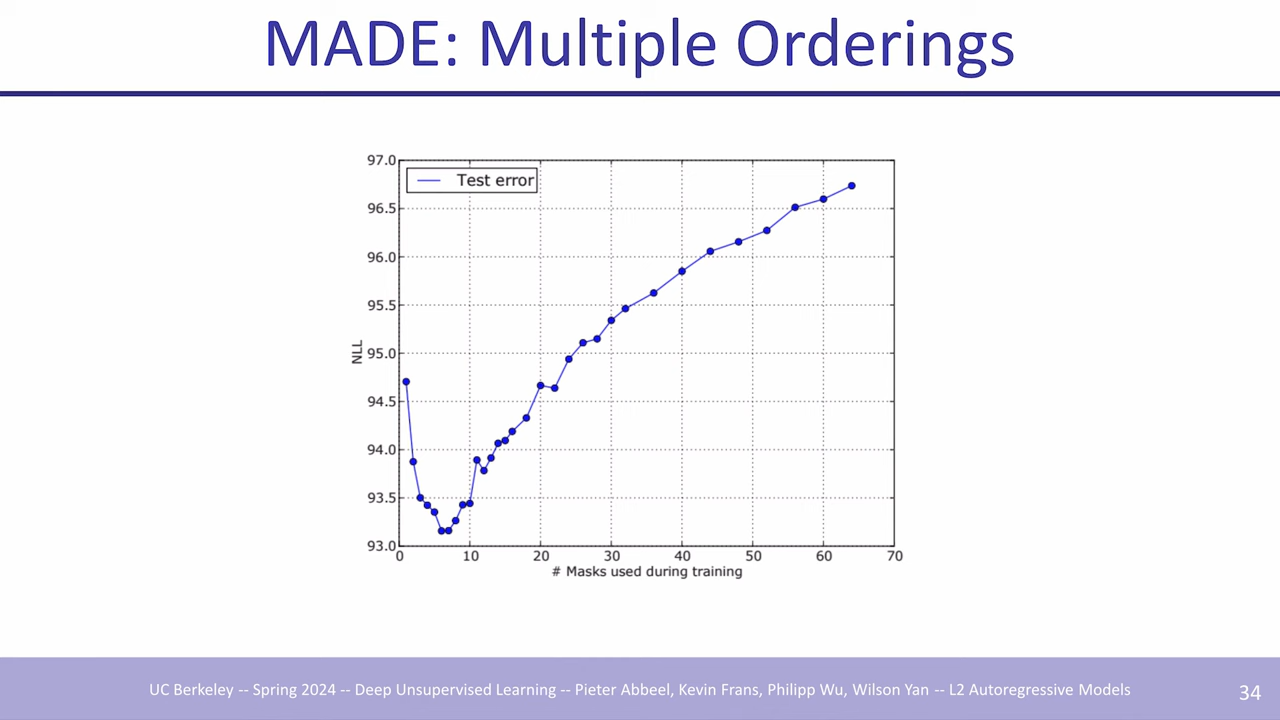 MADE: Multiple Orderings
Test error
97.0
96.5
96.0
95.5
95.0
94.5
94.0
93.5
93.0
NLL
0 10 20 30 40 50 60 70
# Masks used during training
UC Berkeley -- Spring 2024 -- Deep Unsupervised Learning -- Pieter Abbeel, Kevin Frans, Philipp Wu, Wilson Yan -- L2 Autoregressive Models
34